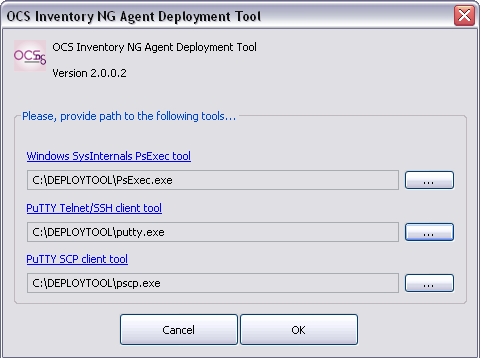 OCS Inventory NG Agent Deployment Tool
OCS Inventory NG Agent Deployment Tool
Version 2.0.0.2
Please, provide path to the following tools...
Windows SysInternals PsExec tool
C:\DEPLOYTOOL\PsExec.exe
...
PuTTY Telnet/SSH client tool
C:\DEPLOYTOOL\putty.exe
...
PuTTY SCP client tool
C:\DEPLOYTOOL\pscp.exe
...
Cancel OK